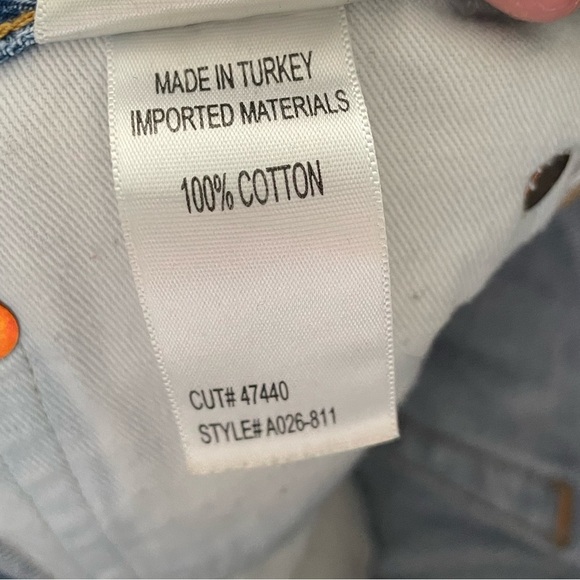 MADE IN TURKEY
IMPORTED MATERIALS
100% COTTON
CUT# 47440
STYLE# A026-811